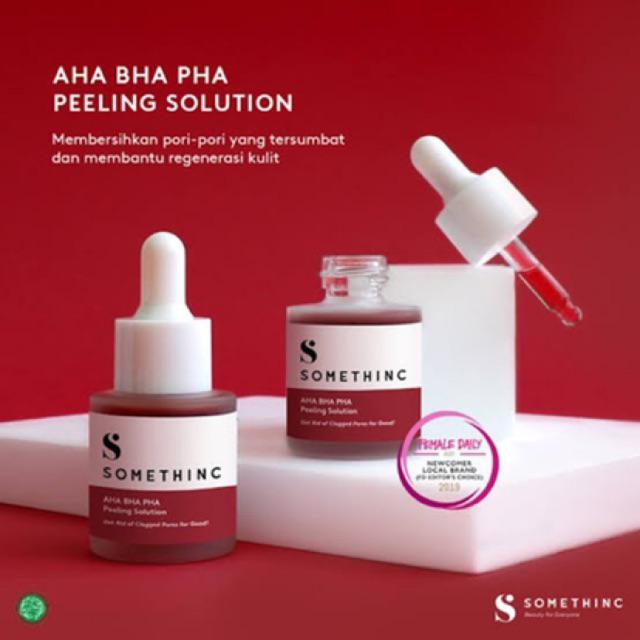 AHA BHA PHA
PEELING SOLUTION
Membersihkan pori-pori yang tersumbat
dan membantu regenerasi kulit
S
SOMETHINC
AHA BHA PHA
Peeling Solution
Get Rid of Clogged Pores for Good!
S
SOMETHINC
AHA BHA PHA
Peeling Solution
Get Rid of Clogged Pores for Good!
FEMALE DAILY
NEWCOMER
LOCAL BRAND
(FD EDITOR'S CHOICE)
2019
S SOMETHINC
Beauty for Everyone